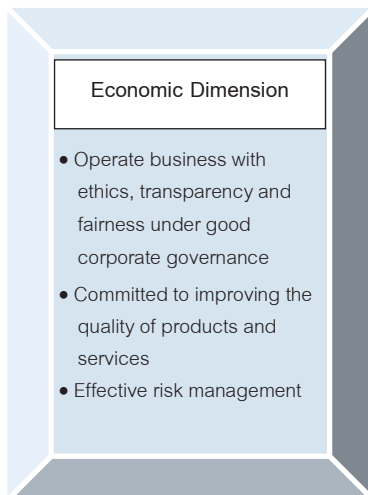 Economic Dimension
• Operate business with
ethics, transparency and
fairness under good
corporate governance
• Committed to improving the
quality of products and
services
• Effective risk management